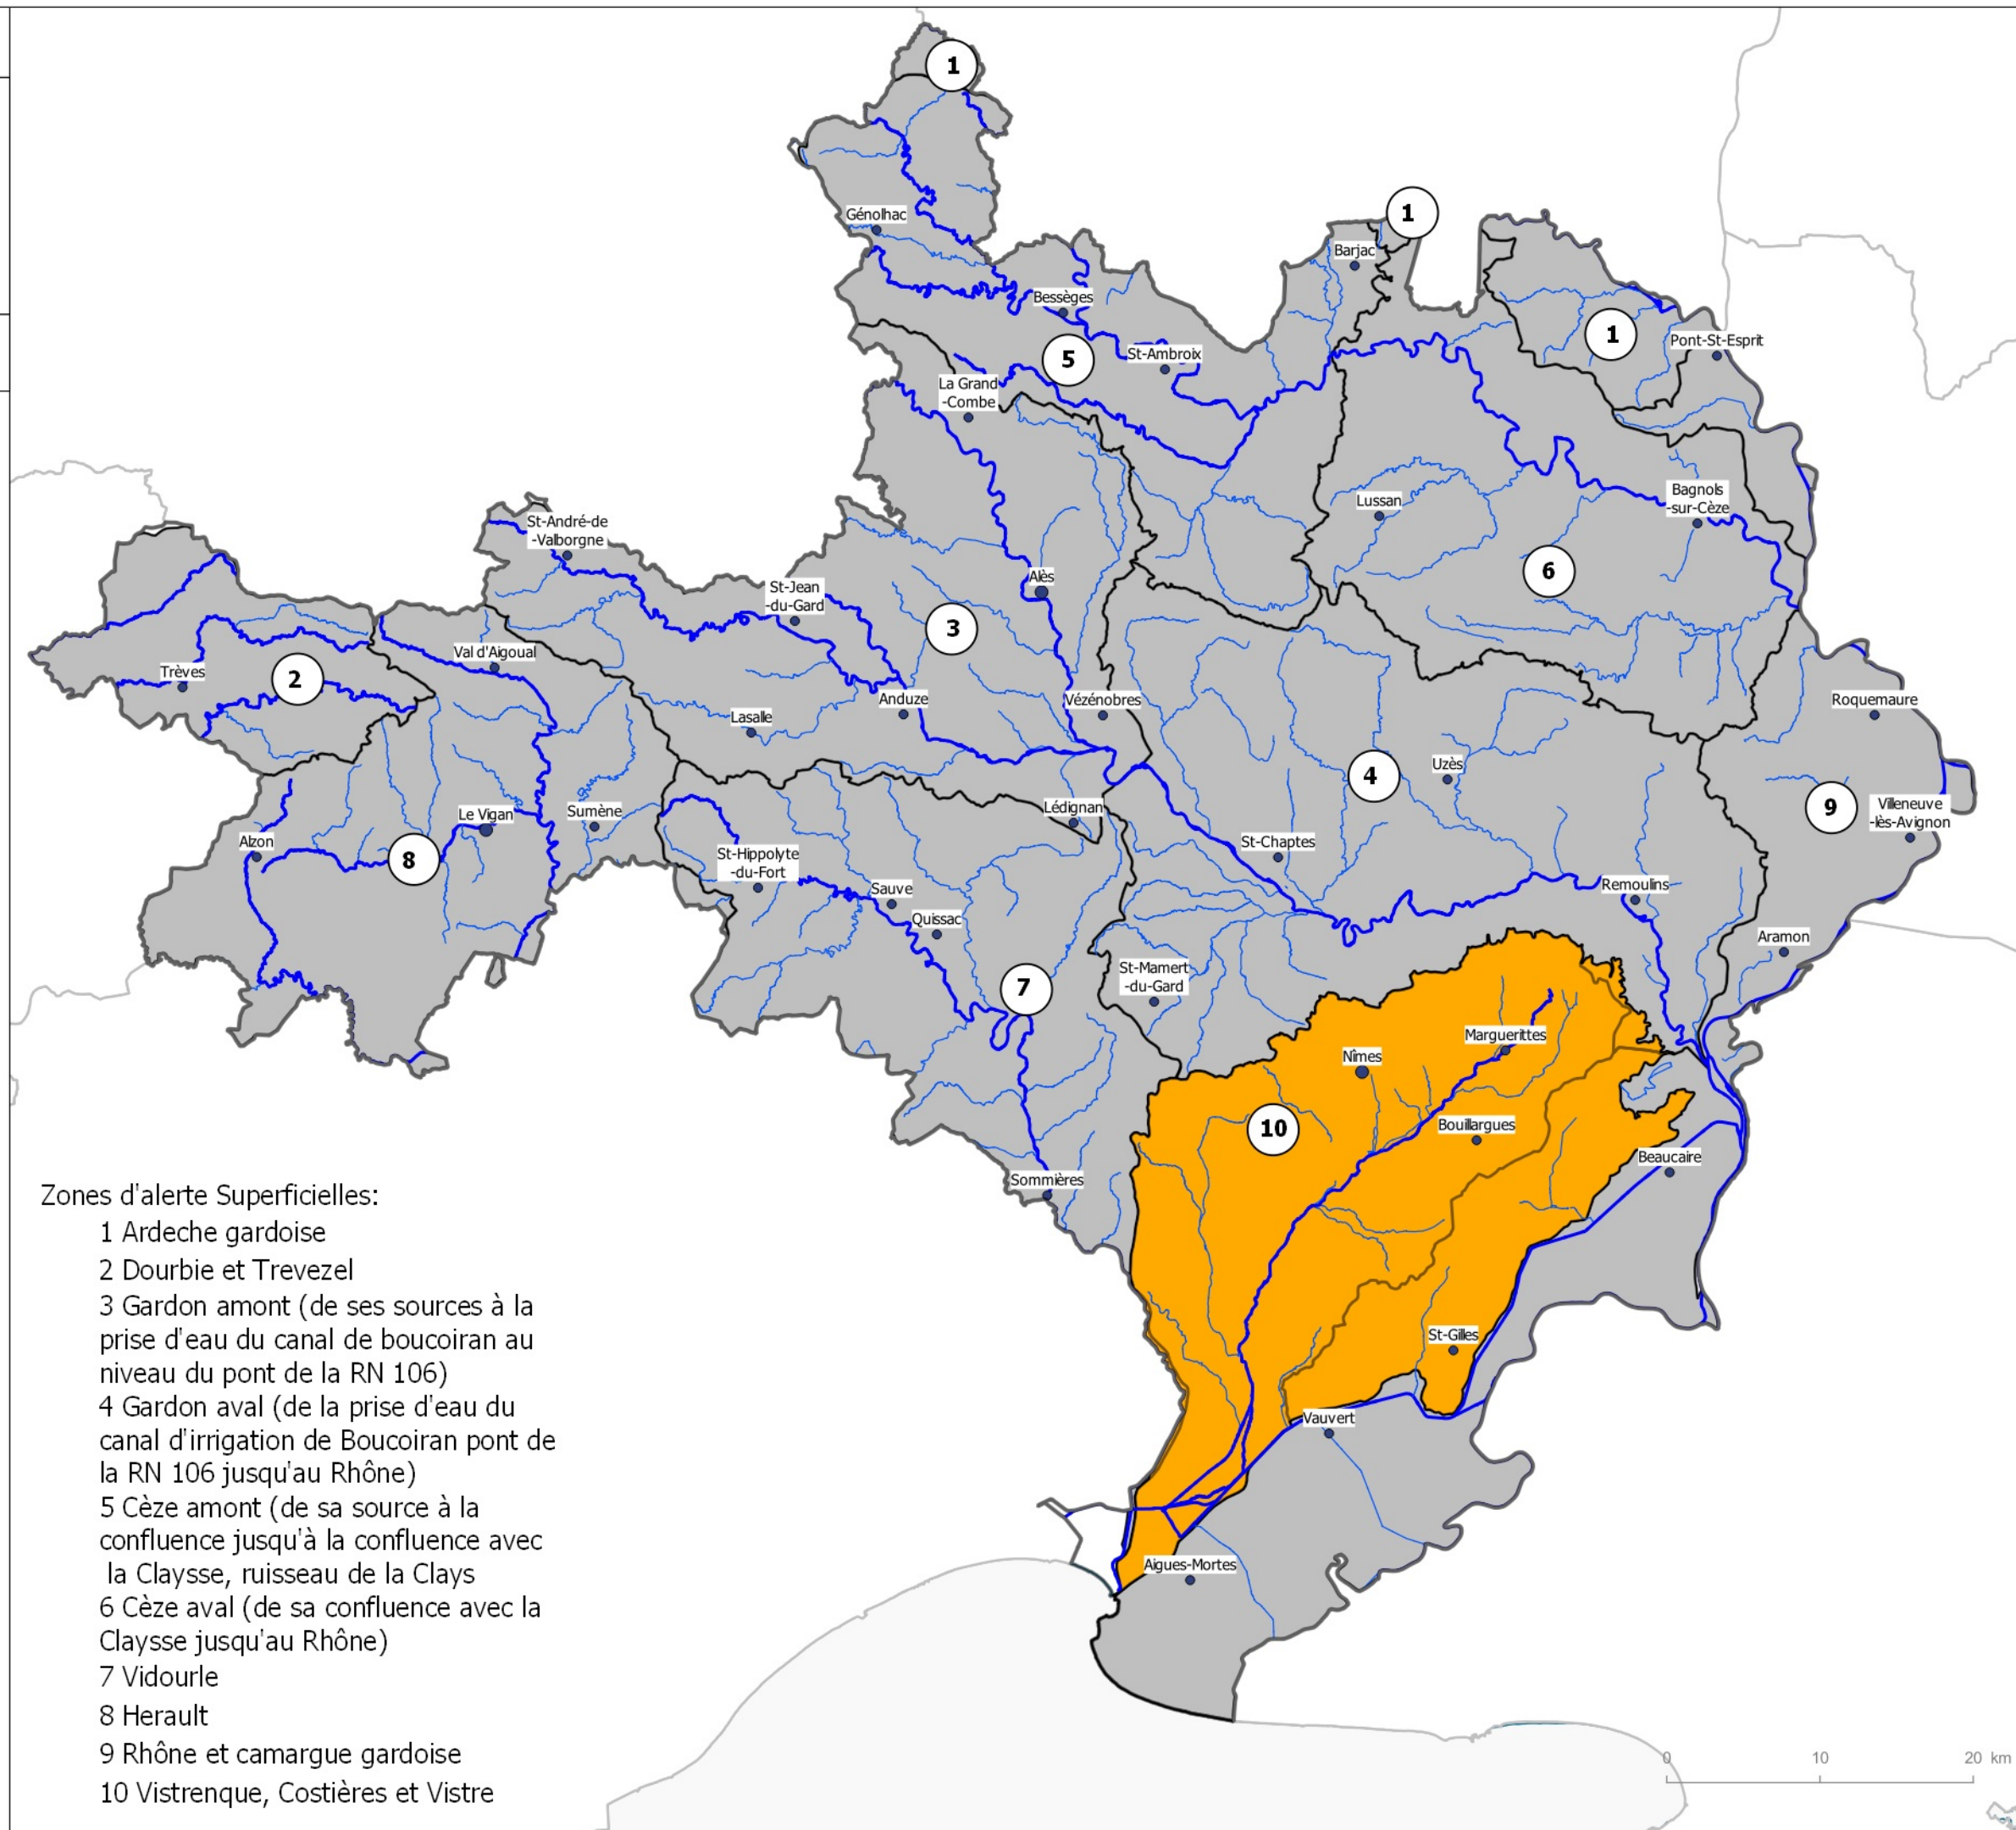 1
Génolhac
1
Barjac
Bessèges
1
Pont-St-Esprit
5
St-Ambroix
La Grand
-Combe
Lussan
Bagnols
-sur-Cèze
St-André-de
-Valborgne
6
Alès
St-Jean
-du-Gard
3
Val d'Aigoual
Trèves
2
Anduze
Vézénobres
Roquemaure
Lasalle
4
Uzès
9
Villeneuve
-lès-Avignon
Le Vigan
Sumène
Lédignan
Alzon
8
St-Hippolyte
-du-Fort
St-Chaptes
Sauve
Remoulins
Quissac
Aramon
7
St-Mamert
-du-Gard
Marguerittes
Nîmes
10
Bouillargues
Beaucaire
Sommières
St-Gilles
Vauvert
Aigues-Mortes
Zones d'alerte Superficielles:
1 Ardeche gardoise
2 Dourbie et Trevezel
3 Gardon amont (de ses sources à la
prise d'eau du canal de boucoiran au
niveau du pont de la RN 106)
4 Gardon aval (de la prise d'eau du
canal d'irrigation de Boucoiran pont de
la RN 106 jusqu'au Rhône)
5 Cèze amont (de sa source à la
confluence jusqu'à la confluence avec
la Claysse, ruisseau de la Clays
6 Cèze aval (de sa confluence avec la
Claysse jusqu'au Rhône)
7 Vidourle
8 Herault
9 Rhône et camargue gardoise
10 Vistrenque, Costières et Vistre
0 10 20 km